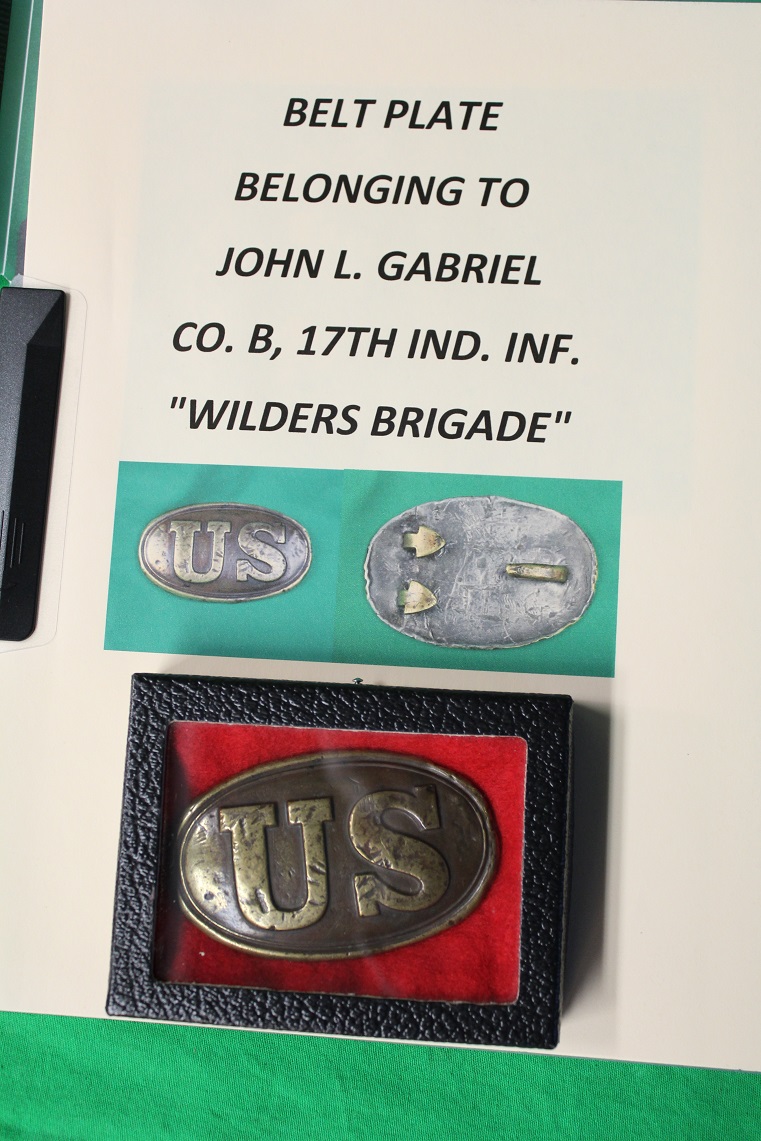 BELT PLATE
BELONGING TO
JOHN L. GABRIEL
CO. B, 17TH IND. INF.
"WILDERS BRIGADE"
US
US